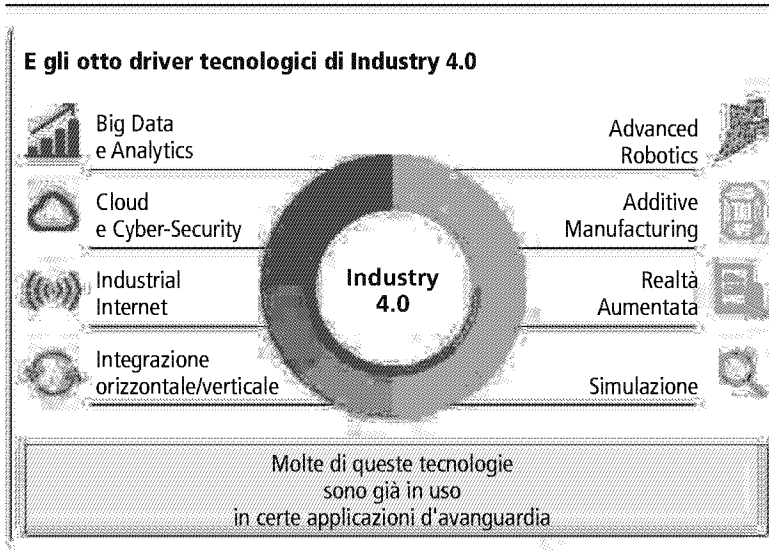 E gli otto driver tecnologici di Industry 4.0
Big Data
e Analytics
Cloud
e Cyber-Security
Industrial
Internet
Integrazione
orizzontale/verticale
Industry
4.0
Advanced
Robotics
Additive
Manufacturing
Realtà
Aumentata
Simulazione
Molte di queste tecnologie
sono già in uso
in certe applicazioni d'avanguardia